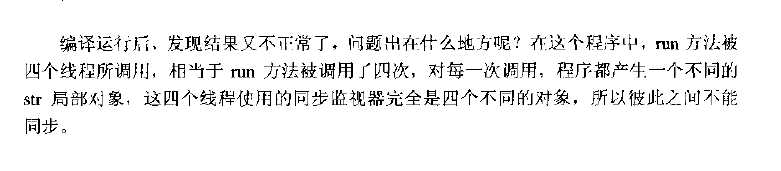 编译运行后，发现结果又不正常了，问题出在什么地方呢？在这个程序中，run 方法被
四个线程所调用，相当于 run 方法被调用了四次，对每一次调用，程序都产生一个不同的
str 局部对象，这四个线程使用的同步监视器完全是四个不同的对象，所以彼此之间不能
同步。